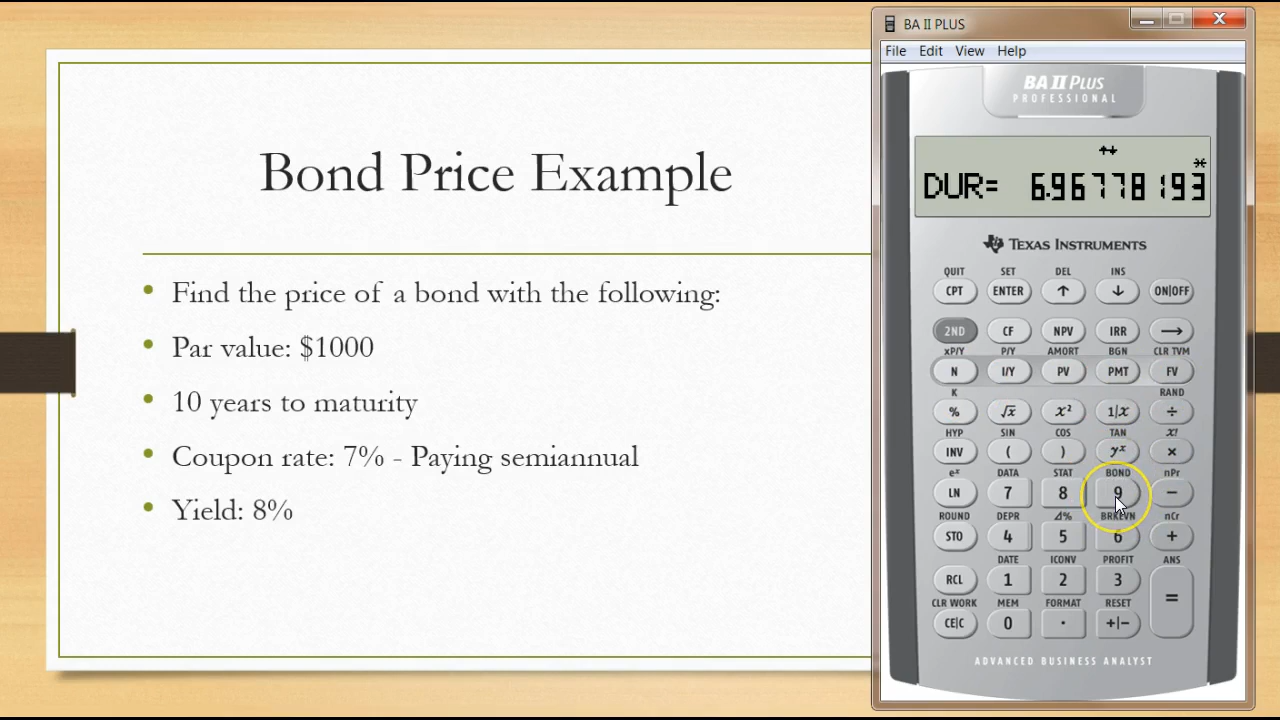 Bond Price Example
• Find the price of a bond with the following:
• Par value: $1000
• 10 years to maturity
• Coupon rate: 7% - Paying semiannual
• Yield: 8%
BA II PLUS
File Edit View Help
BA II PLUS
PROFESSIONAL
DUR= 6.967781 93
TEXAS INSTRUMENTS
QUIT SET DEL INS
CPT ENTER ↑ ↓ ON|OFF
2ND CF NPV IRR →
xP/Y P/Y AMORT BGN CLR TVM
N I/Y PV PMT FV
K RAND
% √x x² 1/x ÷
HYP SIN COS TAN x!
INV ( ) yˣ ×
eˣ DATA STAT BOND nPr
LN 7 8 9 −
ROUND DEPR Δ% BRKEVN nCr
STO 4 5 6 +
DATE ICONV PROFIT ANS
RCL 1 2 3 =
CLR WORK MEM FORMAT RESET
CE|C 0 . +|−
ADVANCED BUSINESS ANALYST